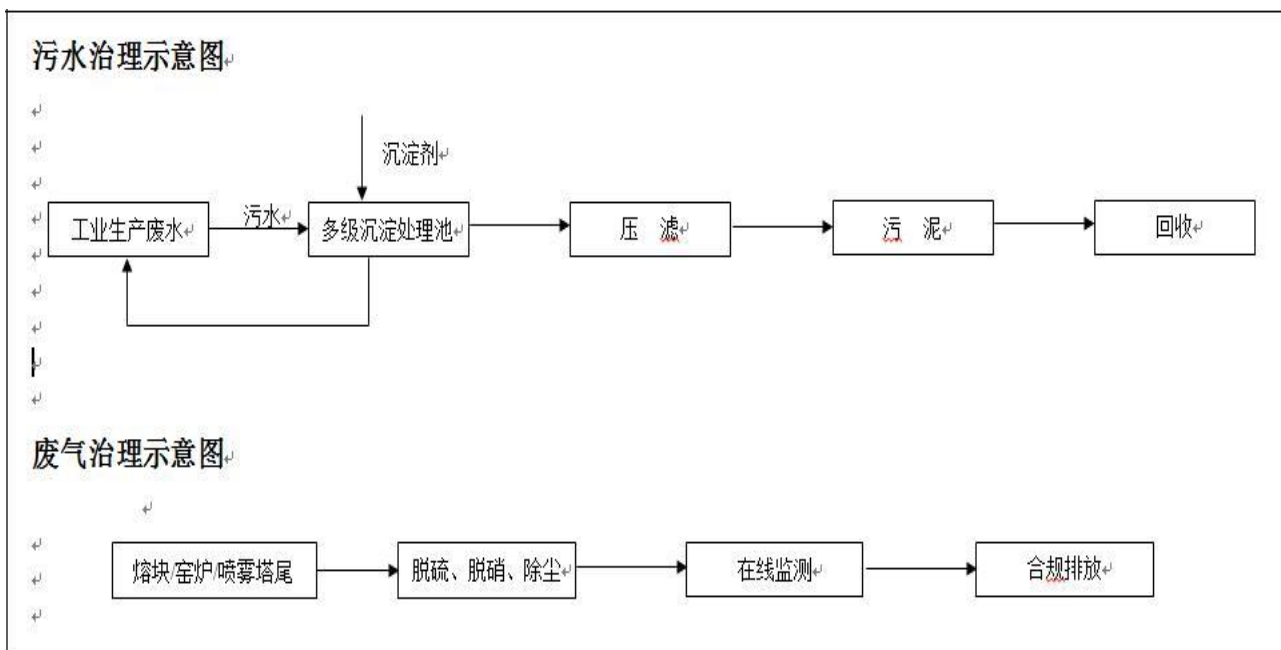 污水治理示意图
沉淀剂
工业生产废水
污水
多级沉淀处理池
压 滤
污 泥
回收
废气治理示意图
熔块/窑炉/喷雾塔尾
脱硫、脱硝、除尘
在线监测
合规排放